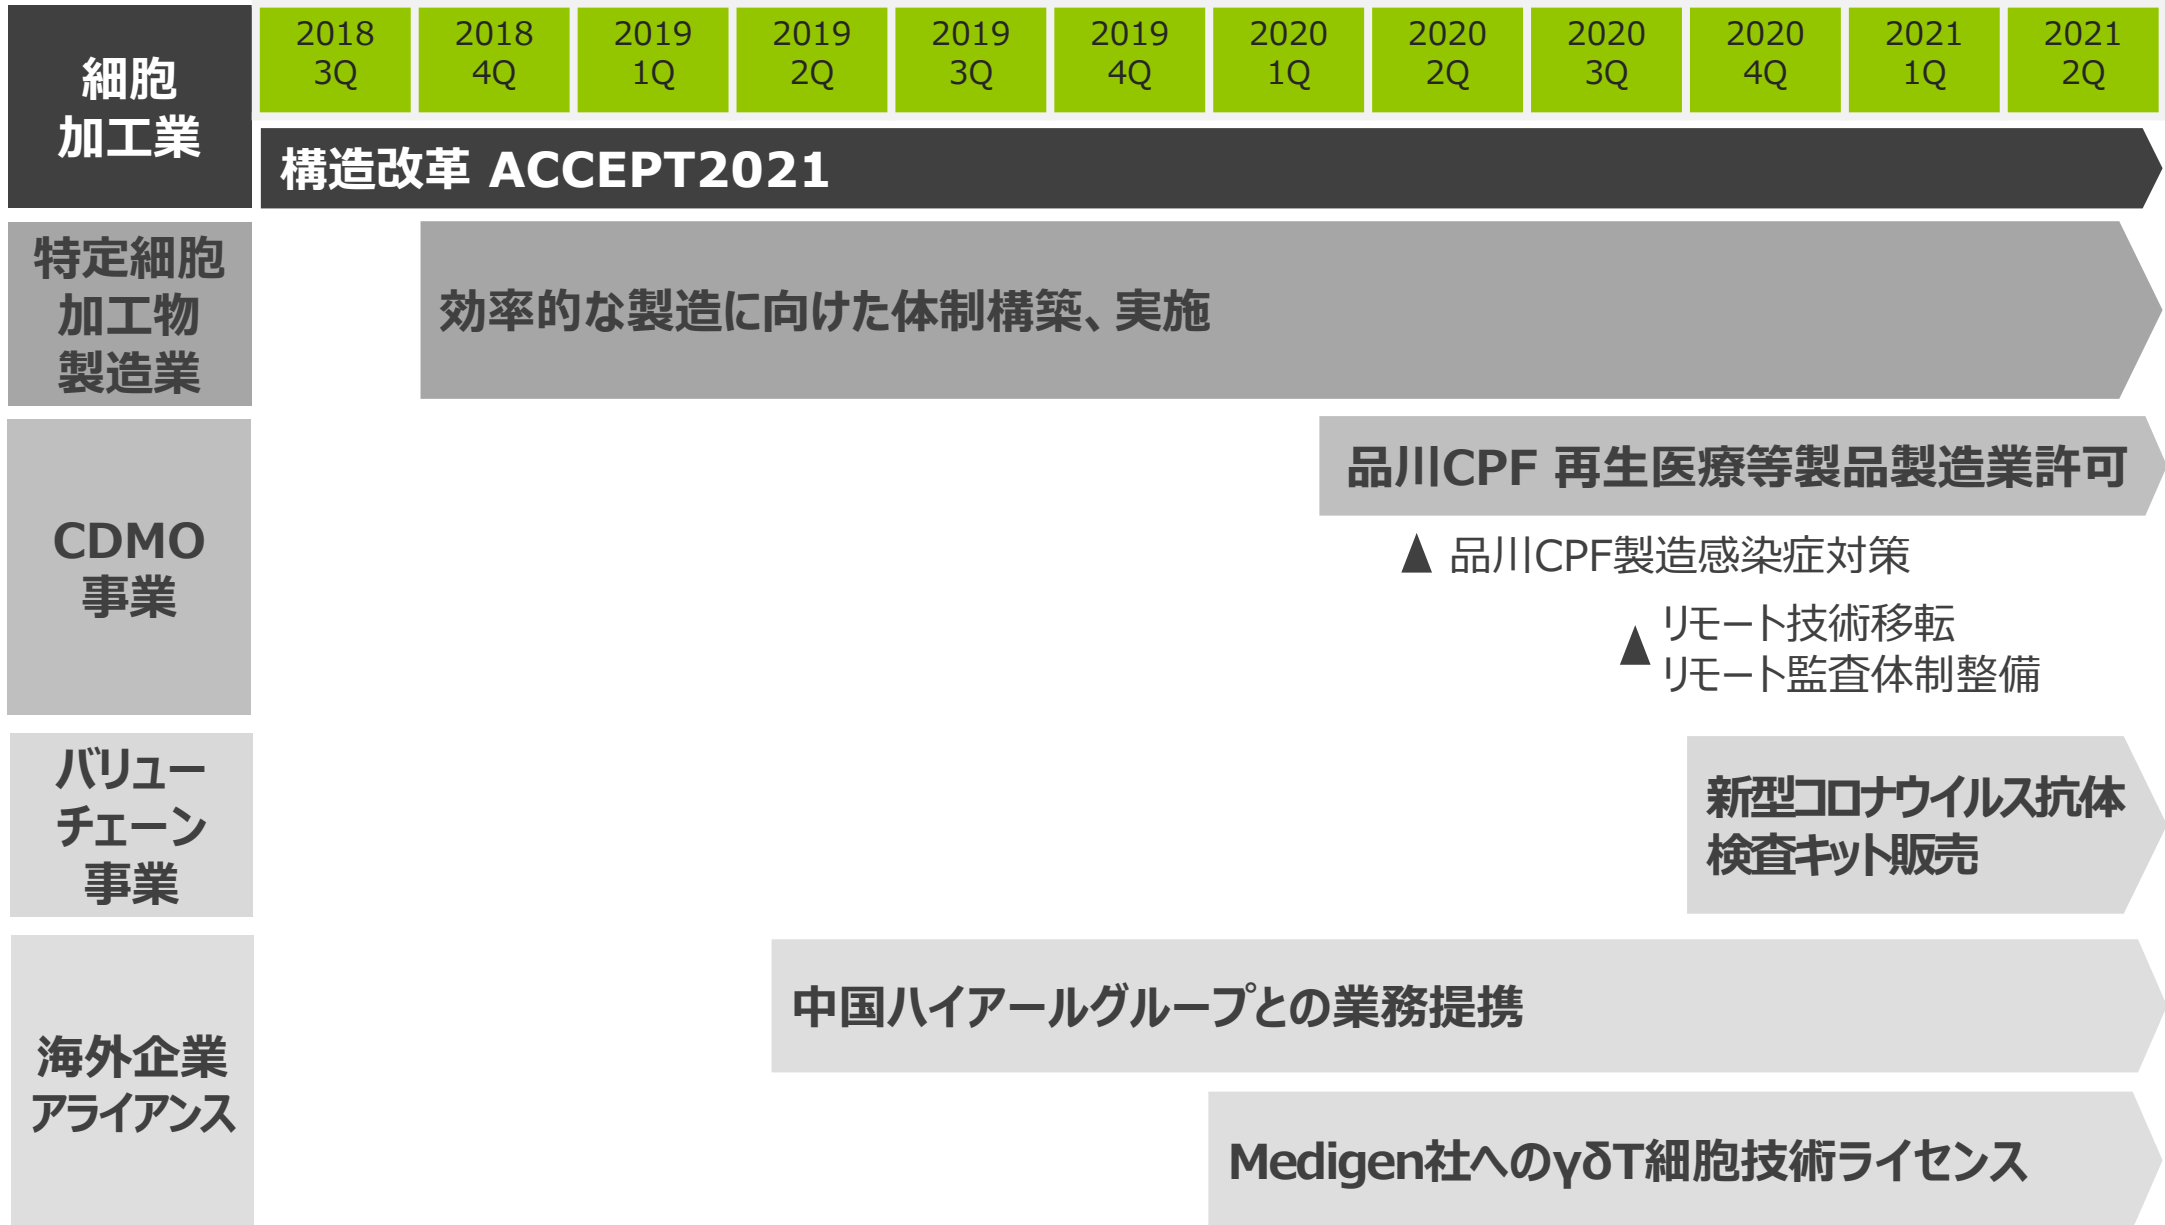 細胞
加工業
2018
3Q
2018
4Q
2019
1Q
2019
2Q
2019
3Q
2019
4Q
2020
1Q
2020
2Q
2020
3Q
2020
4Q
2021
1Q
2021
2Q
構造改革 ACCEPT2021
特定細胞
加工物
製造業
効率的な製造に向けた体制構築、実施
CDMO
事業
品川CPF 再生医療等製品製造業許可
▲ 品川CPF製造感染症対策
▲ リモート技術移転
リモート監査体制整備
バリュー
チェーン
事業
新型コロナウイルス抗体
検査キット販売
海外企業
アライアンス
中国ハイアールグループとの業務提携
Medigen社へのγδT細胞技術ライセンス